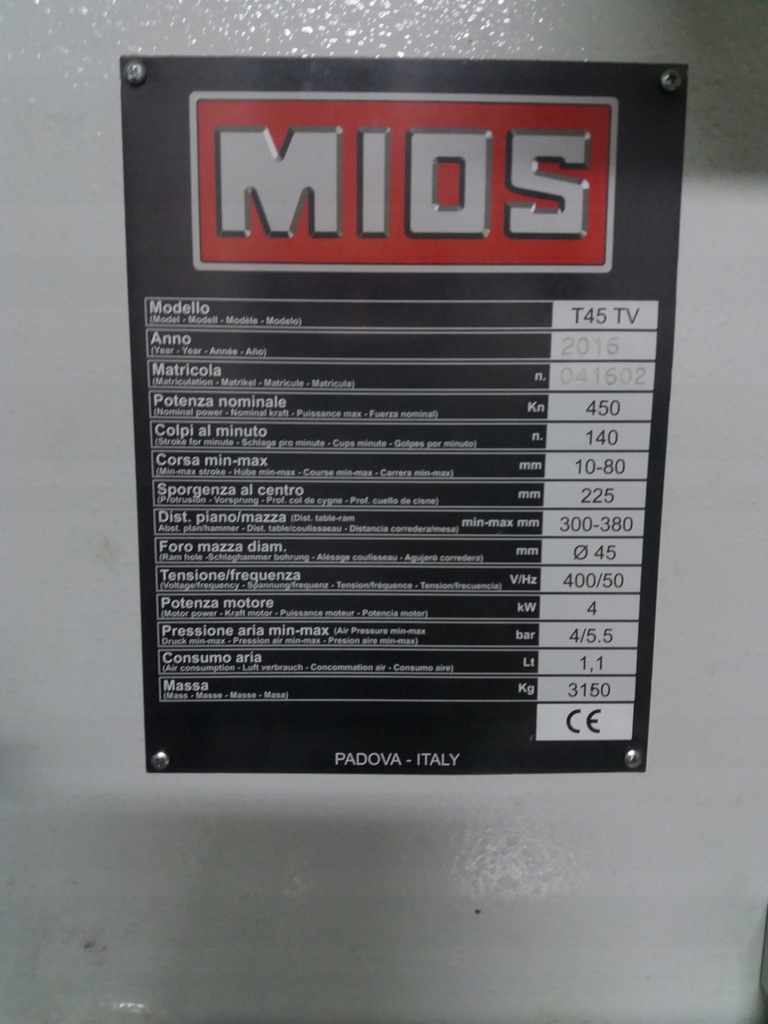 MIOS
Modello T45 TV
(Model - Modell - Modèle - Modelo)
Anno 2016
(Year - Year - Année - Año)
Matricola n. 041602
(Matriculation - Matrikel - Matricule - Matricula)
Potenza nominale Kn 450
(Nominal power - Nominal kraft - Puissance max - Fuerza nominal)
Colpi al minuto n. 140
(Stroke for minute - Schlage pro minute - Cups minute - Golpes por minuto)
Corsa min-max mm 10-80
(Min-max stroke - Hube min-max - Course min-max - Carrera min-max)
Sporgenza al centro mm 225
(Protrusion - Vorsprung - Prof. col de cygne - Prof. cuello de cisne)
Dist. piano/mazza (Dist. table-ram min-max mm 300-380
Abst. plan/hammer - Dist. table/coulisseau - Distancia corredera/mesa)
Foro mazza diam. mm Ø 45
(Ram hole -Schlaghammer bohrung - Alésage coulisseau - Agujero corredera)
Tensione/frequenza V/Hz 400/50
(Voltage/frequency - Spannung/frequenz - Tension/fréquence - Tension/frecuencia)
Potenza motore kW 4
(Motor power - Kraft motor - Puissance moteur - Potencia motor)
Pressione aria min-max (Air Pressure min-max bar 4/5.5
Druck min-max - Pression air min-max - Presion aire min-max)
Consumo aria Lt 1,1
(Air consumption - Luft verbrauch - Concommation air - Consumo aire)
Massa Kg 3150
(Mass - Masse - Masse - Masa)
CE
PADOVA - ITALY